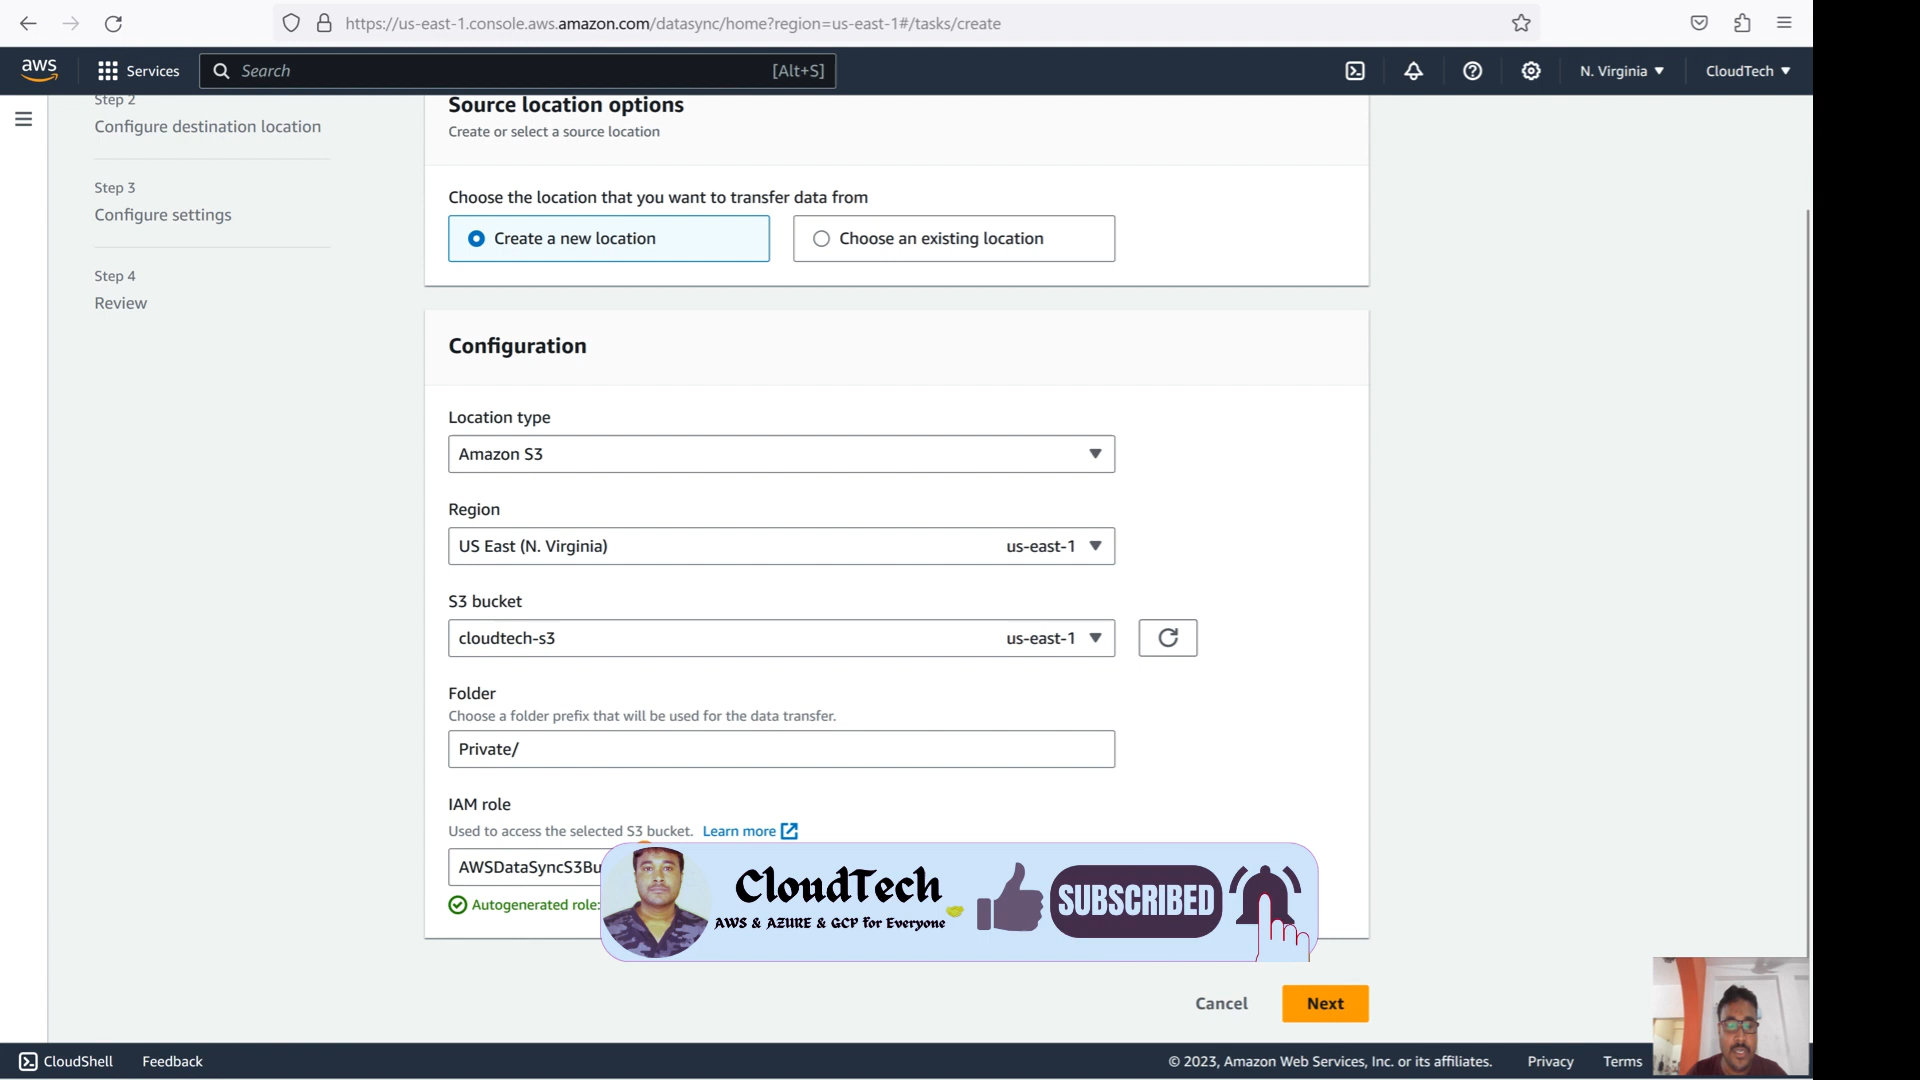 https://us-east-1.console.aws.amazon.com/datasync/home?region=us-east-1#/tasks/create
aws
Services
Search
[Alt+S]
N. Virginia
CloudTech
Step 2
Configure destination location
Step 3
Configure settings
Step 4
Review
Source location options
Create or select a source location
Choose the location that you want to transfer data from
Create a new location
Choose an existing location
Configuration
Location type
Amazon S3
Region
US East (N. Virginia)
us-east-1
S3 bucket
cloudtech-s3
us-east-1
Folder
Choose a folder prefix that will be used for the data transfer.
Private/
IAM role
Used to access the selected S3 bucket. Learn more
AWSDataSyncS3Bu
Autogenerated role:
CloudTech
AWS & AZURE & GCP For Everyone
SUBSCRIBED
Cancel
Next
CloudShell
Feedback
© 2023, Amazon Web Services, Inc. or its affiliates.
Privacy
Terms